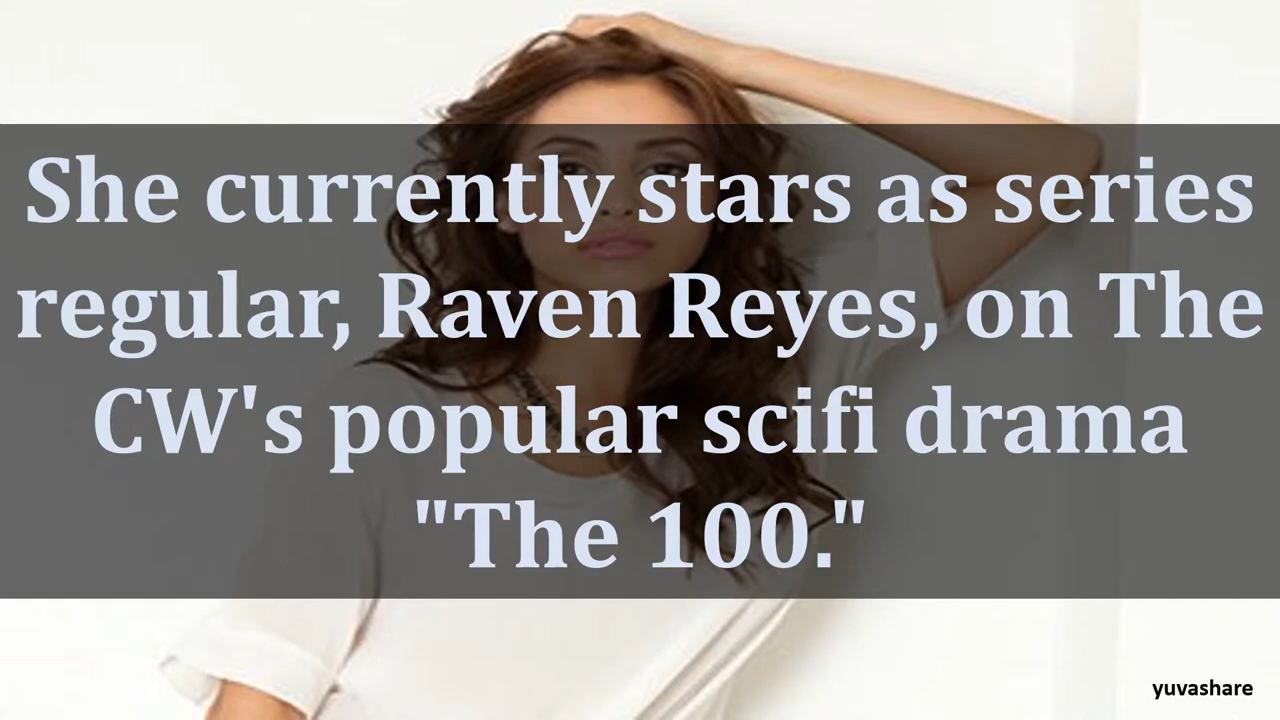 She currently stars as series
regular, Raven Reyes, on The
CW's popular scifi drama
"The 100."
yuvashare